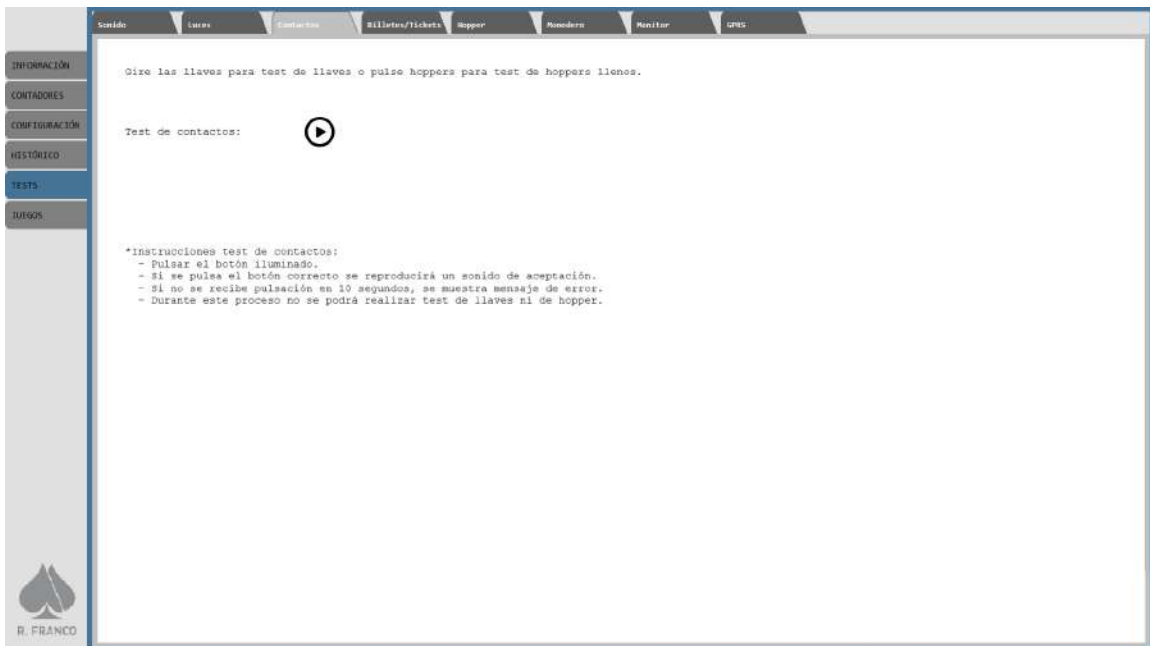 Sonido Luces Contactos Billetes/Tickets Hopper Monedero Monitor GPRS
INFORMACIÓN
CONTADORES
CONFIGURACIÓN
HISTÓRICO
TESTS
JUEGOS
Gire las llaves para test de llaves o pulse hoppers para test de hoppers llenos.
Test de contactos:
*Instrucciones test de contactos:
- Pulsar el botón iluminado.
- Si se pulsa el botón correcto se reproducirá un sonido de aceptación.
- Si no se recibe pulsación en 10 segundos, se muestra mensaje de error.
- Durante este proceso no se podrá realizar test de llaves ni de hopper.
R. FRANCO